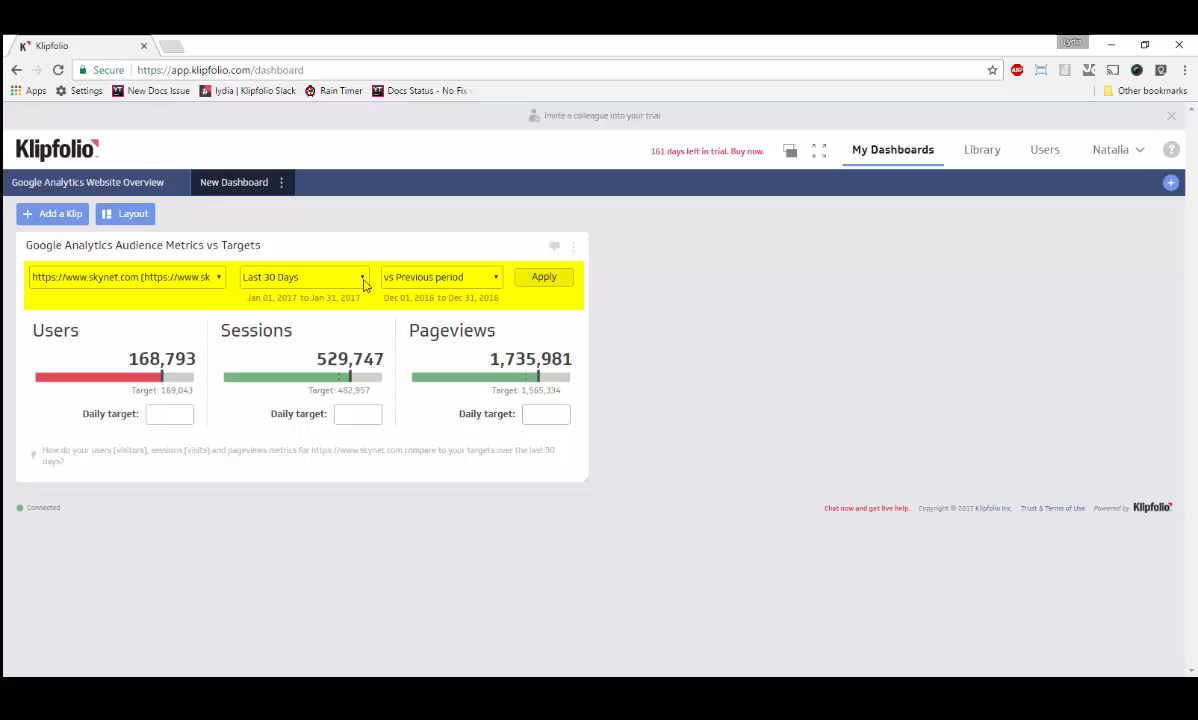 Klipfolio
Lydia
Secure https://app.klipfolio.com/dashboard
ABP
Apps Settings New Docs Issue lydia | Klipfolio Slack Rain Timer Docs Status - No Fix Other bookmarks
Invite a colleague into your trial
Klipfolio
161 days left in trial. Buy now. My Dashboards Library Users Natalia ?
Google Analytics Website Overview New Dashboard
+ Add a Klip Layout
Google Analytics Audience Metrics vs Targets
https://www.skynet.com (https://www.sk Last 30 Days vs Previous period Apply
Jan 01, 2017 to Jan 31, 2017 Dec 01, 2016 to Dec 31, 2016
Users Sessions Pageviews
168,793 529,747 1,735,981
Target: 169,043 Target: 482,957 Target: 1,565,334
Daily target: Daily target: Daily target:
How do your users (visitors), sessions (visits) and pageviews metrics for https://www.skynet.com compare to your targets over the last 30
days?
Connected Chat now and get live help. Copyright © 2017 Klipfolio Inc. Trust & Terms of Use Powered by Klipfolio